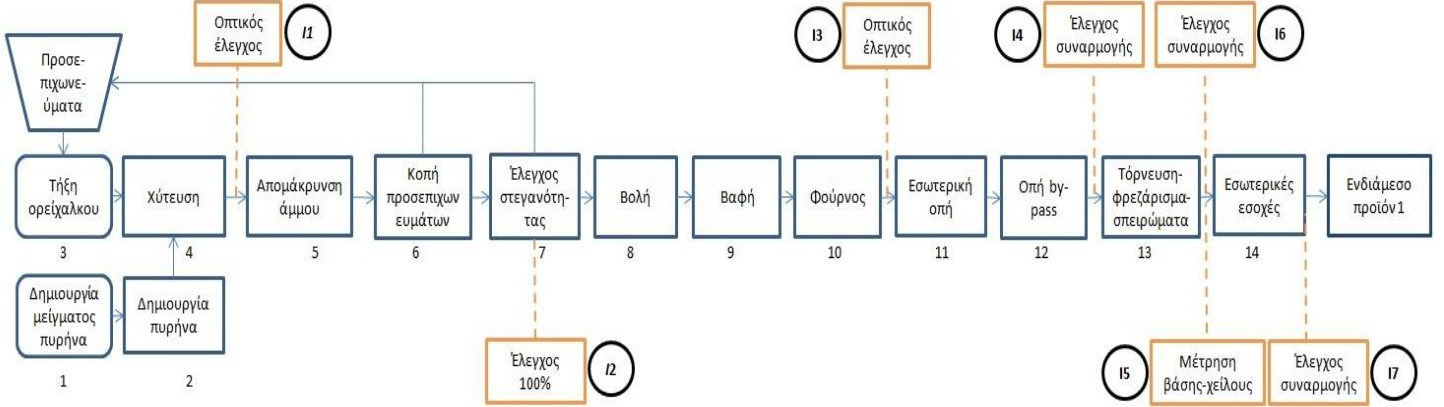 Οπτικός
έλεγχος
I1
I3
Οπτικός
έλεγχος
I4
Έλεγχος
συναρμογής
Έλεγχος
συναρμογής
I6
Προσε-
πιχωνε-
ύματα
Τήξη
ορείχαλκου
Χύτευση
Απομάκρυνση
άμμου
Κοπή
προσεπιχων
ευμάτων
Έλεγχος
στεγανότη-
τας
Βολή
Βαφή
Φούρνος
Εσωτερική
οπή
Οπή by-
pass
Τόρνευση-
φρεζάρισμα-
σπειρώματα
Εσωτερικές
εσοχές
Ενδιάμεσο
προϊόν 1
3
4
5
6
7
8
9
10
11
12
13
14
Δημιουργία
μείγματος
πυρήνα
Δημιουργία
πυρήνα
1
2
Έλεγχος
100%
I2
I5
Μέτρηση
βάσης-χείλους
Έλεγχος
συναρμογής
I7